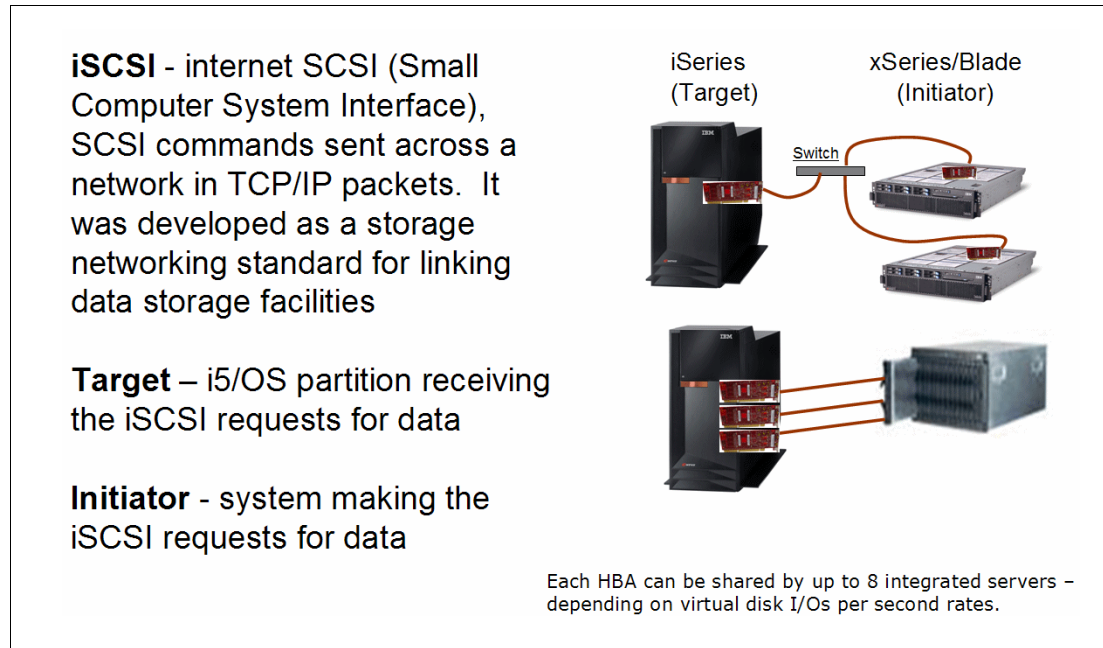 iSCSI - internet SCSI (Small
Computer System Interface),
SCSI commands sent across a
network in TCP/IP packets.  It
was developed as a storage
networking standard for linking
data storage facilities
Target – i5/OS partition receiving
the iSCSI requests for data
Initiator - system making the
iSCSI requests for data
iSeries
(Target)
xSeries/Blade
(Initiator)
IBM
Switch
IBM
Each HBA can be shared by up to 8 integrated servers –
depending on virtual disk I/Os per second rates.